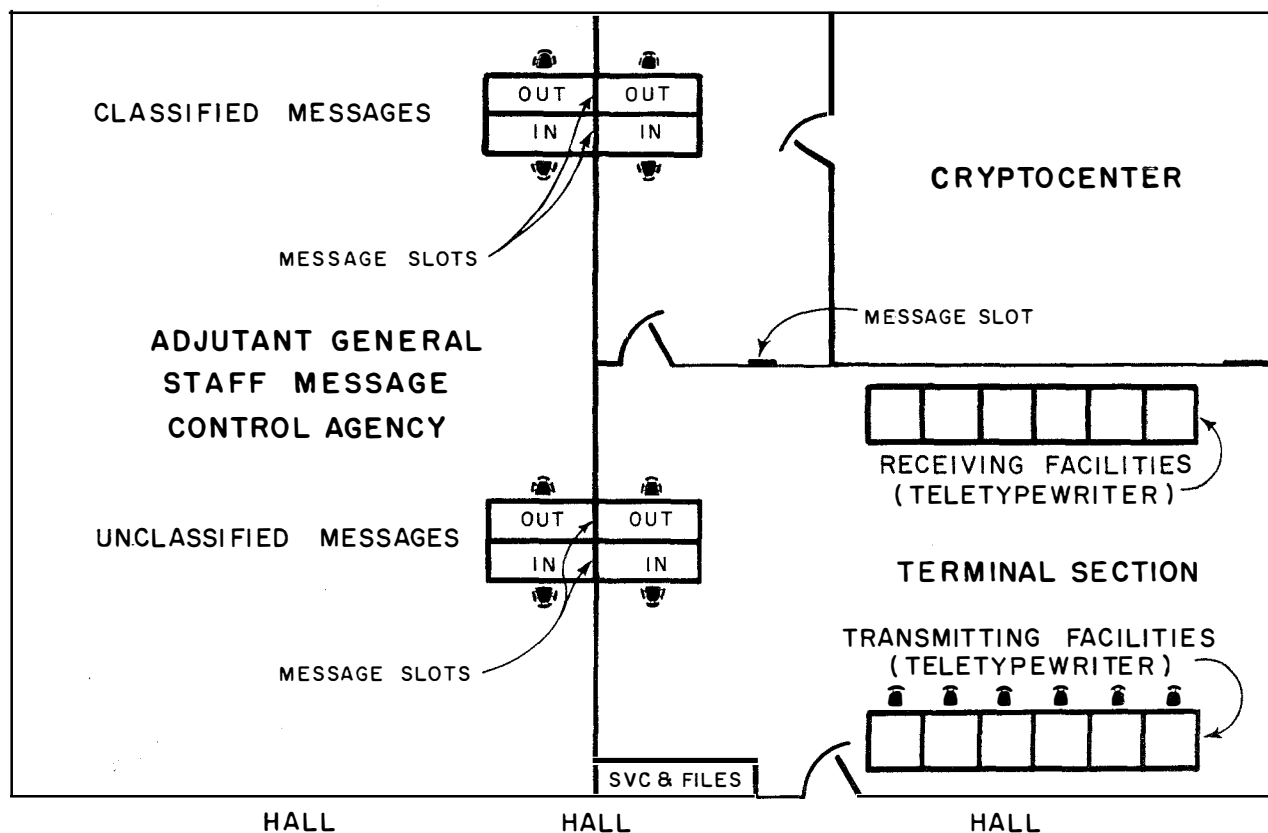 CLASSIFIED MESSAGES
OUT OUT
IN IN
MESSAGE SLOTS
CRYPTOCENTER
MESSAGE SLOT
ADJUTANT GENERAL
STAFF MESSAGE
CONTROL AGENCY
RECEIVING FACILITIES
(TELETYPEWRITER)
UNCLASSIFIED MESSAGES
OUT OUT
IN IN
MESSAGE SLOTS
TERMINAL SECTION
TRANSMITTING FACILITIES
(TELETYPEWRITER)
SVC & FILES
HALL HALL HALL